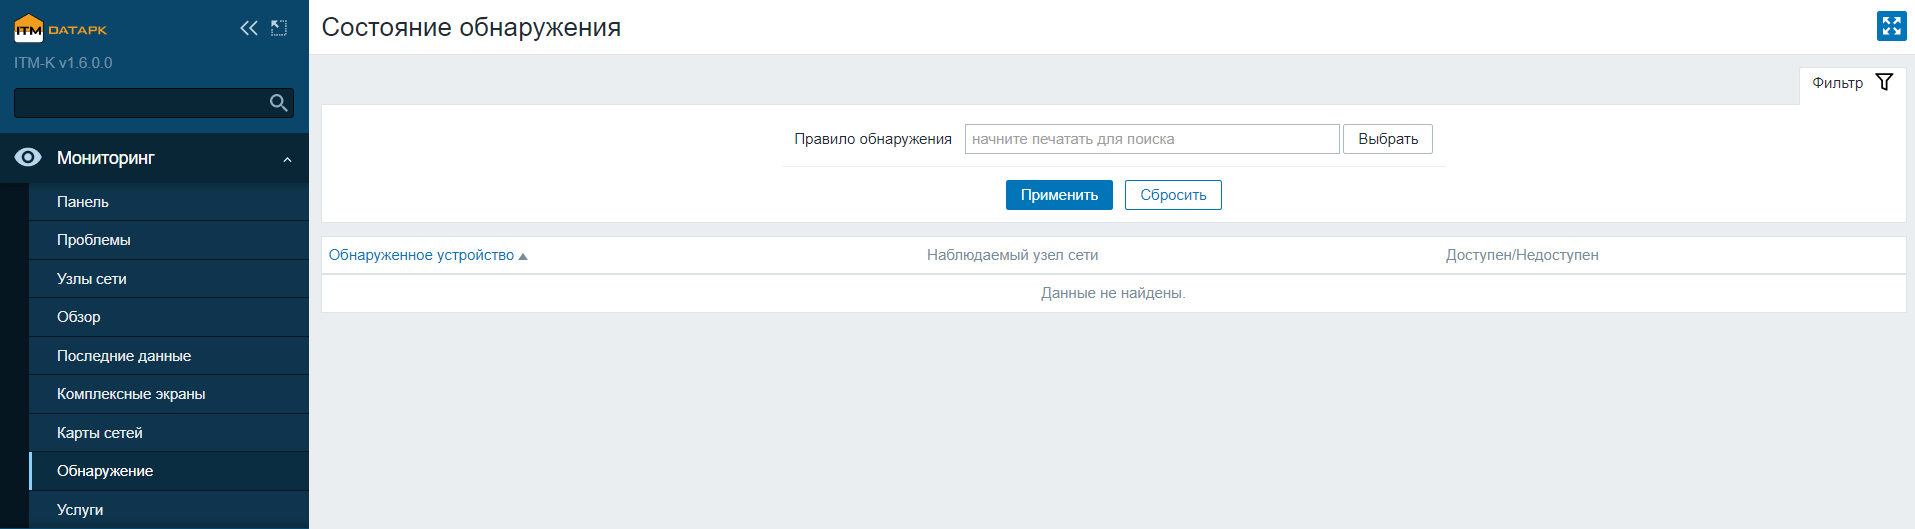 ITM DATAPK
ITM-K v1.6.0.0
Мониторинг
Панель
Проблемы
Узлы сети
Обзор
Последние данные
Комплексные экраны
Карты сетей
Обнаружение
Услуги
Состояние обнаружения
Фильтр
Правило обнаружения начните печатать для поиска Выбрать
Применить Сбросить
Обнаруженное устройство Наблюдаемый узел сети Доступен/Недоступен
Данные не найдены.